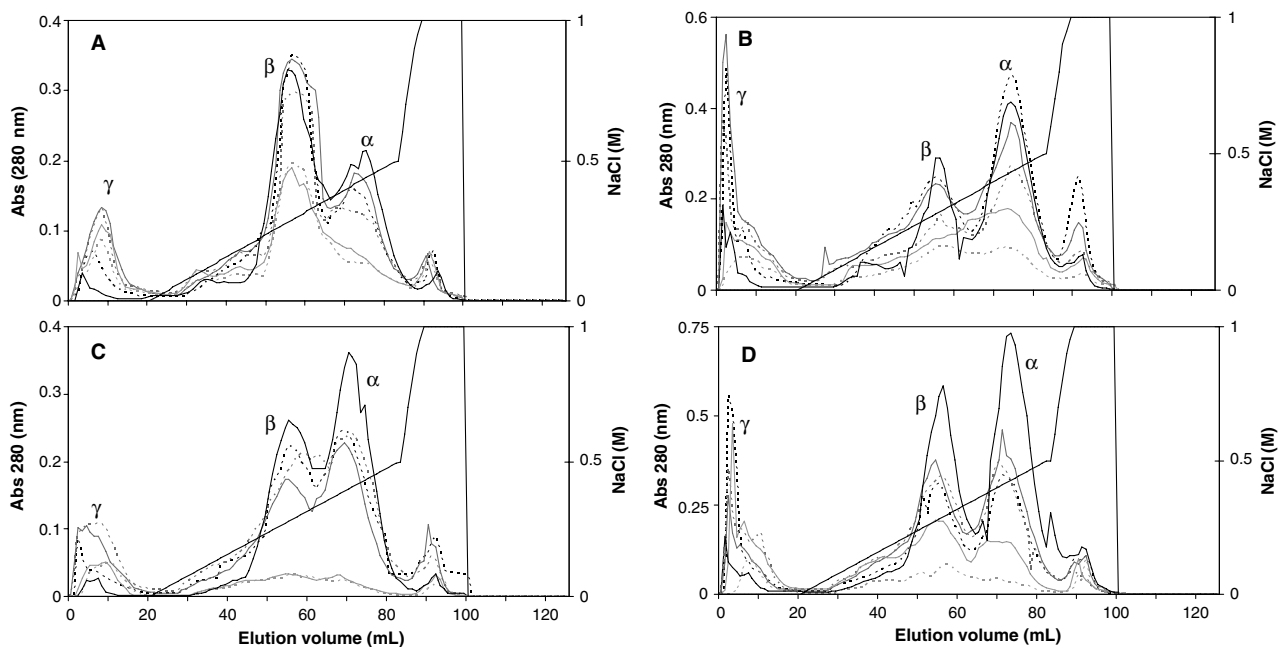 A
Abs (280 nm)
0.4
0.3
0.2
0.1
0
γ
β
α
1
0.5
0
NaCl (M)
B
Abs 280 (nm)
0.6
0.4
0.2
0
γ
β
α
1
0.5
0
NaCl (M)
C
Abs 280 (nm)
0.4
0.3
0.2
0.1
0
γ
β
α
1
0.5
0
NaCl (M)
0 20 40 60 80 100 120
Elution volume (mL)
D
Abs 280 (nm)
0.75
0.5
0.25
0
γ
β
α
1
0.5
0
NaCl (M)
0 20 40 60 80 100 120
Elution volume (mL)